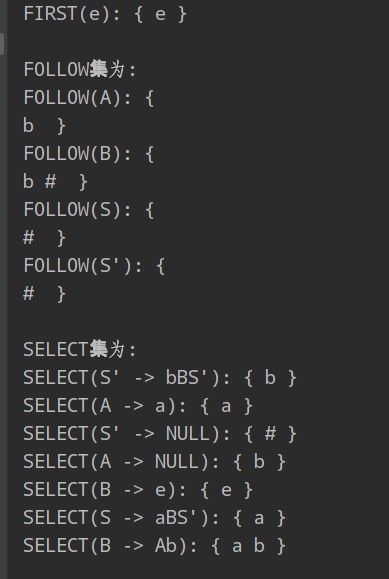 FIRST(e): { e }
FOLLOW集为:
FOLLOW(A): {
b  }
FOLLOW(B): {
b #  }
FOLLOW(S): {
#  }
FOLLOW(S'): {
#  }
SELECT集为:
SELECT(S' -> bBS'): { b }
SELECT(A -> a): { a }
SELECT(S' -> NULL): { # }
SELECT(A -> NULL): { b }
SELECT(B -> e): { e }
SELECT(S -> aBS'): { a }
SELECT(B -> Ab): { a b }